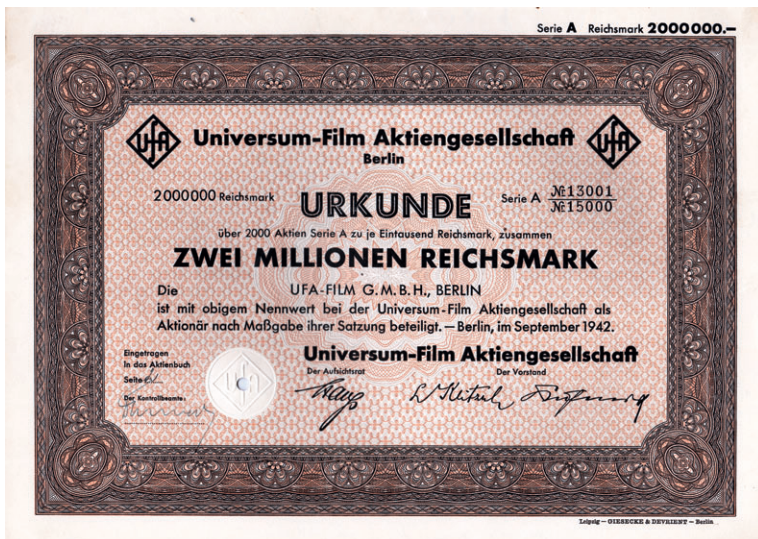 Serie A Reichsmark 2000000.—
Ufa Universum-Film Aktiengesellschaft Ufa
Berlin
2000000 Reichsmark URKUNDE Serie A №13001
№15000
über 2000 Aktien Serie A zu je Eintausend Reichsmark, zusammen
ZWEI MILLIONEN REICHSMARK
Die UFA-FILM G.M.B.H., BERLIN
ist mit obigem Nennwert bei der Universum-Film Aktiengesellschaft als
Aktionär nach Maßgabe ihrer Satzung beteiligt. — Berlin, im September 1942.
Eingetragen
in das Aktienbuch
Seite
Der Kontrollbeamte:
Ufa
Universum-Film Aktiengesellschaft
Der Aufsichtsrat Der Vorstand
Leipzig — GIESECKE & DEVRIENT — Berlin